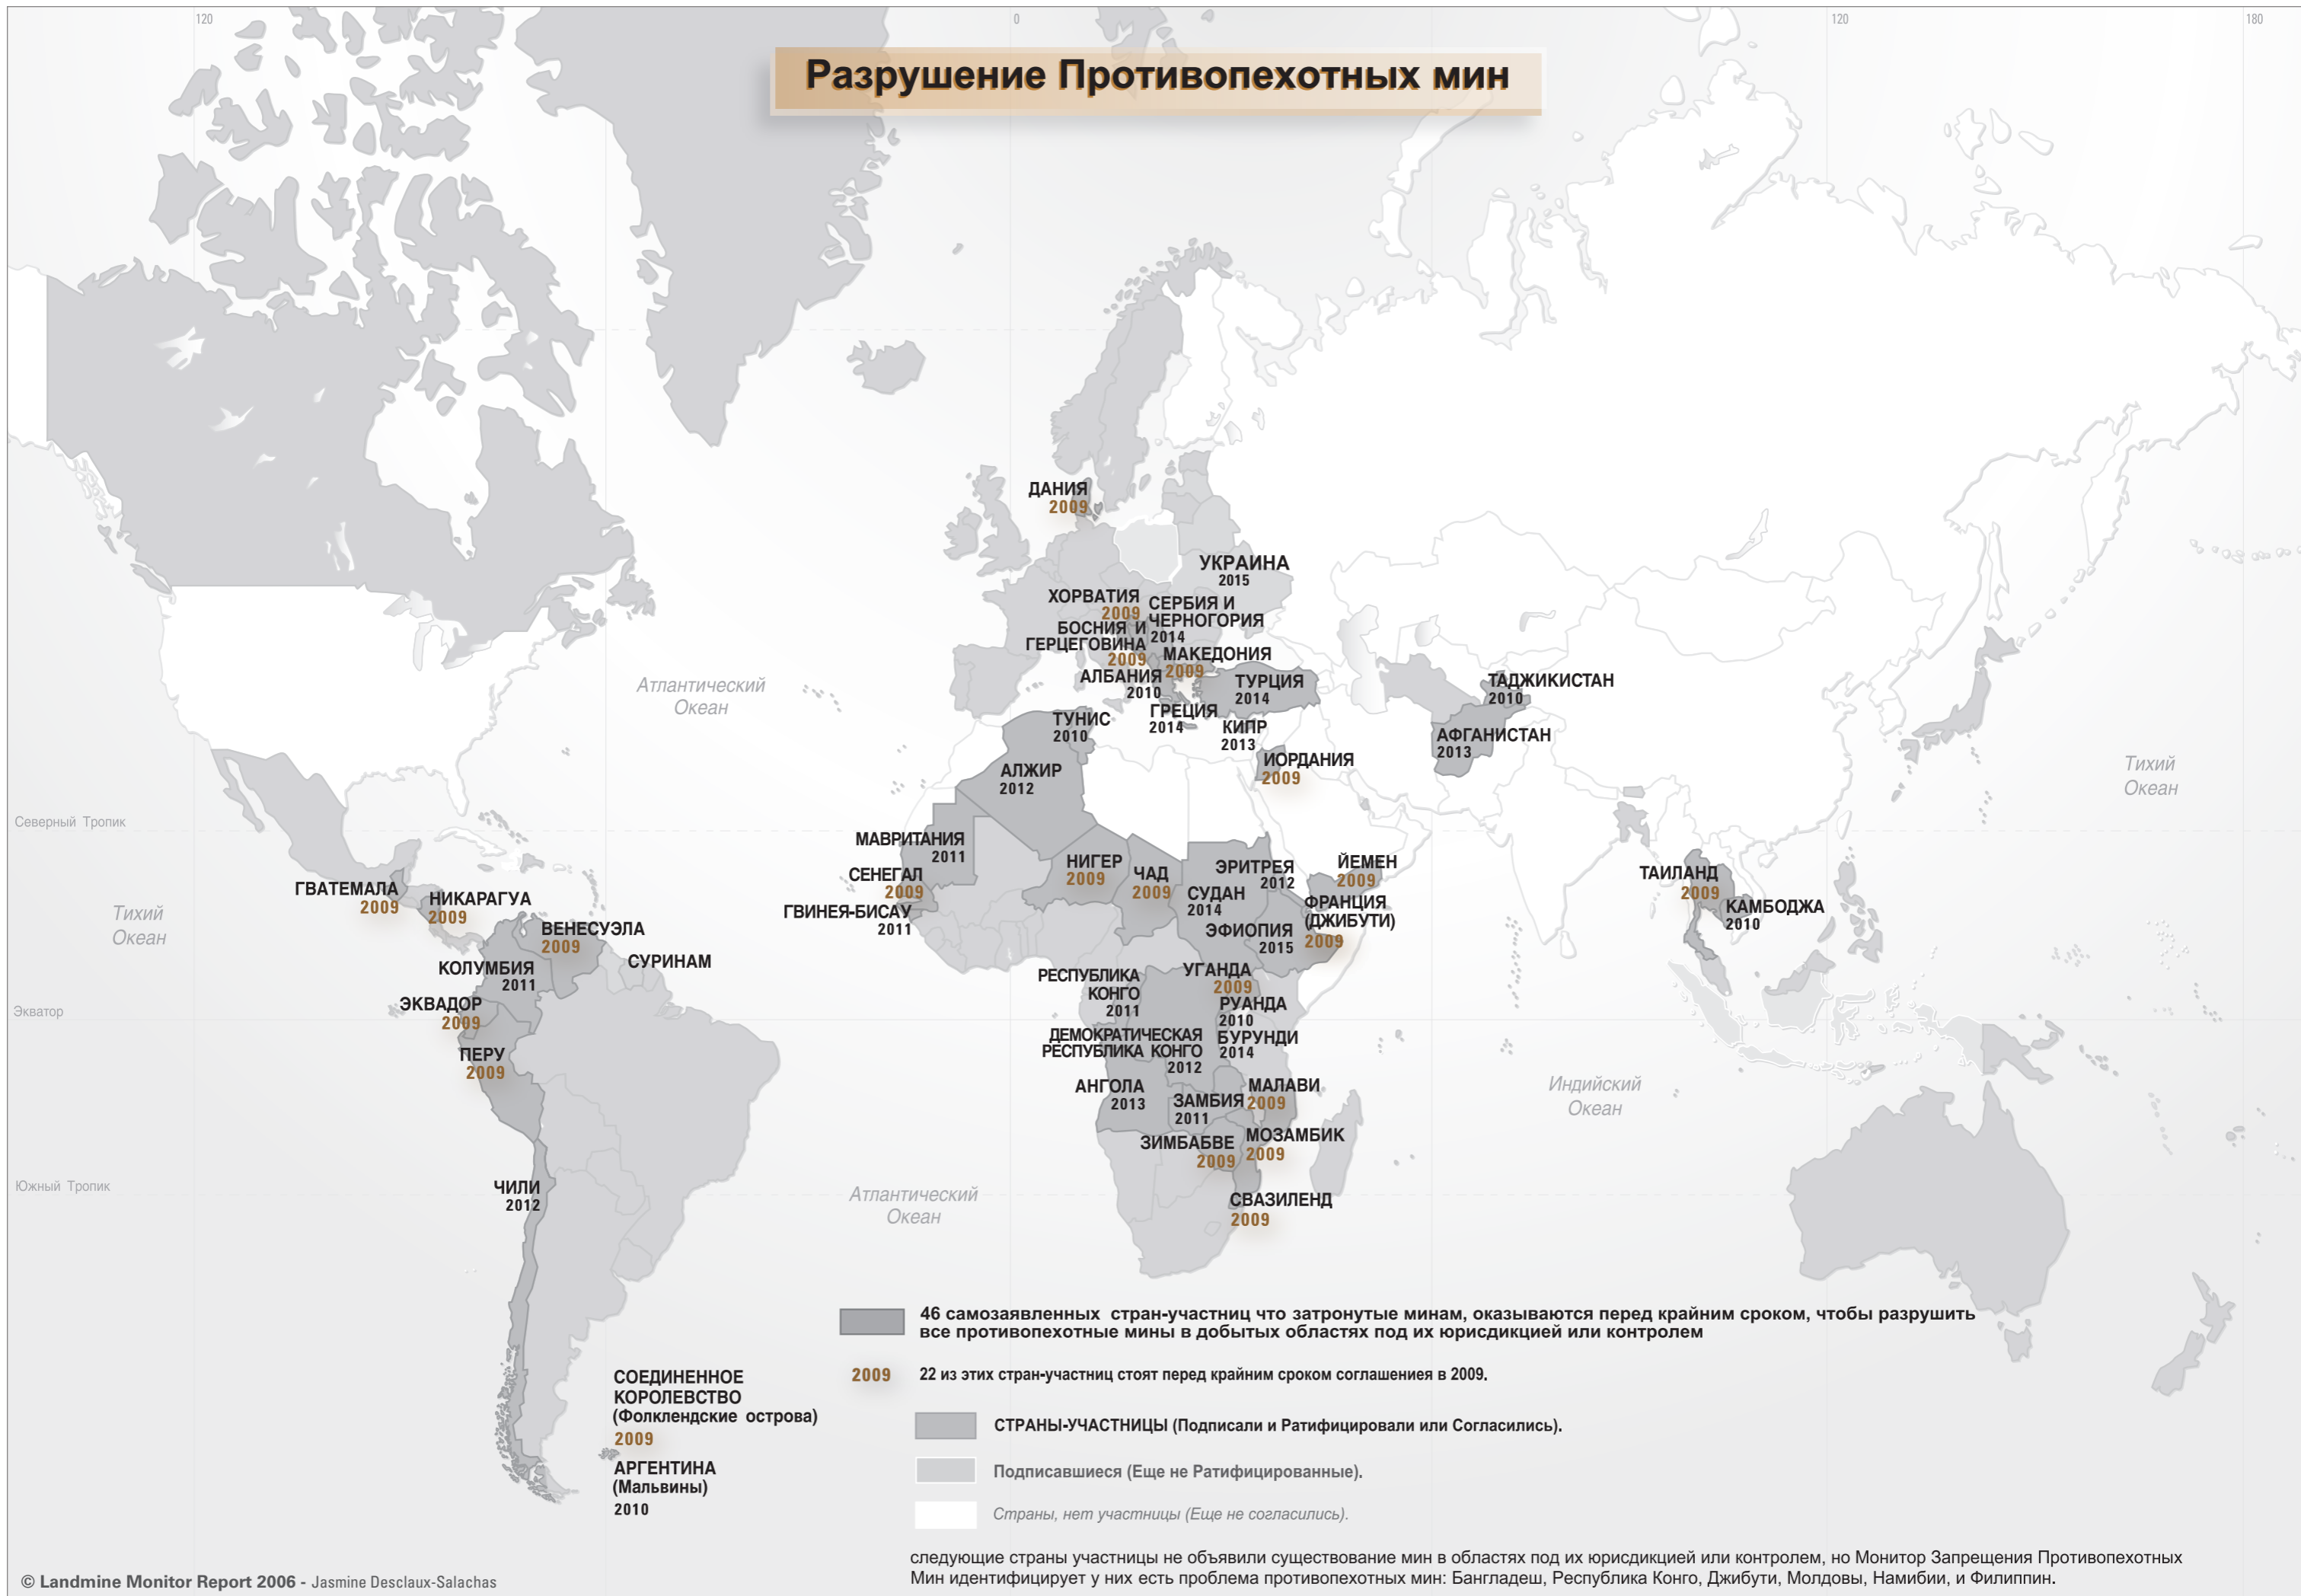 120
0
120
180
Разрушение Противопехотных мин
ДАНИЯ
2009
УКРАИНА
2015
ХОРВАТИЯ
2009
СЕРБИЯ И
ЧЕРНОГОРИЯ
2014
БОСНИЯ И
ГЕРЦЕГОВИНА
2009
МАКЕДОНИЯ
2009
АЛБАНИЯ
2010
ТУРЦИЯ
2014
ГРЕЦИЯ
2014
КИПР
2013
ТАДЖИКИСТАН
2010
АФГАНИСТАН
2013
ИОРДАНИЯ
2009
ТУНИС
2010
АЛЖИР
2012
Атлантический
Океан
Тихий
Океан
Северный Тропик
МАВРИТАНИЯ
2011
СЕНЕГАЛ
2009
ГВИНЕЯ-БИСАУ
2011
НИГЕР
2009
ЧАД
2009
ЭРИТРЕЯ
2012
СУДАН
2014
ЙЕМЕН
2009
ФРАНЦИЯ
(ДЖИБУТИ)
2009
ЭФИОПИЯ
2015
ТАИЛАНД
2009
КАМБОДЖА
2010
ГВАТЕМАЛА
2009
НИКАРАГУА
2009
Тихий
Океан
ВЕНЕСУЭЛА
2009
СУРИНАМ
КОЛУМБИЯ
2011
ЭКВАДОР
2009
Экватор
ПЕРУ
2009
РЕСПУБЛИКА
КОНГО
2011
УГАНДА
2009
РУАНДА
2010
ДЕМОКРАТИЧЕСКАЯ
РЕСПУБЛИКА КОНГО
2012
БУРУНДИ
2014
АНГОЛА
2013
ЗАМБИЯ
2011
МАЛАВИ
2009
ЗИМБАБВЕ
2009
МОЗАМБИК
2009
СВАЗИЛЕНД
2009
Индийский
Океан
Южный Тропик
ЧИЛИ
2012
Атлантический
Океан
46 самозаявленных стран-участниц что затронутые минам, оказываются перед крайним сроком, чтобы разрушить
все противопехотные мины в добытых областях под их юрисдикцией или контролем
2009
22 из этих стран-участниц стоят перед крайним сроком соглашениея в 2009.
СОЕДИНЕННОЕ
КОРОЛЕВСТВО
(Фолклендские острова)
2009
АРГЕНТИНА
(Мальвины)
2010
СТРАНЫ-УЧАСТНИЦЫ (Подписали и Ратифицировали или Согласились).
Подписавшиеся (Еще не Ратифицированные).
Страны, нет участницы (Еще не согласились).
следующие страны участницы не объявили существование мин в областях под их юрисдикцией или контролем, но Монитор Запрещения Противопехотных
Мин идентифицирует у них есть проблема противопехотных мин: Бангладеш, Республика Конго, Джибути, Молдовы, Намибии, и Филиппин.
© Landmine Monitor Report 2006 - Jasmine Desclaux-Salachas